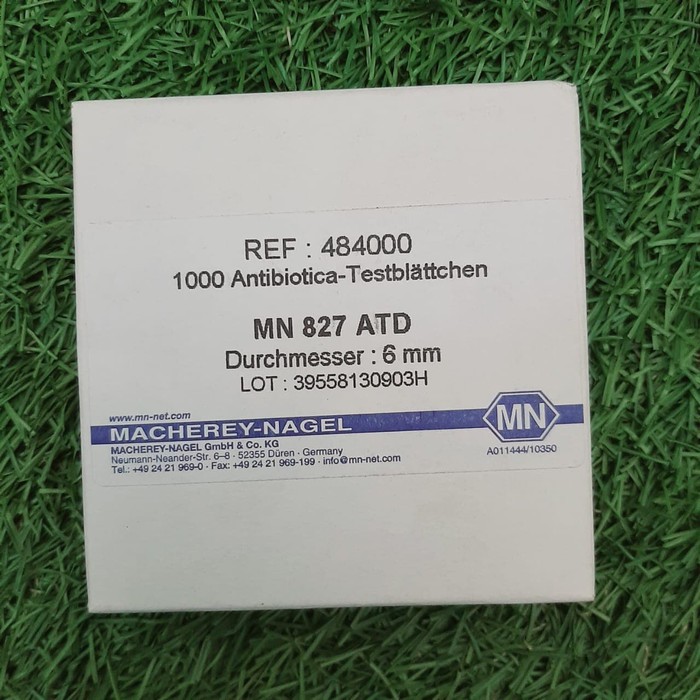 REF : 484000
1000 Antibiotica-Testblättchen
MN 827 ATD
Durchmesser : 6 mm
LOT : 39558130903H
www.mn-net.com
MACHEREY-NAGEL
MACHEREY-NAGEL GmbH & Co. KG
Neumann-Neander-Str. 6–8 · 52355 Düren · Germany
Tel.: +49 24 21 969-0 · Fax: +49 24 21 969-199 · info@mn-net.com
MN
A011444/10350